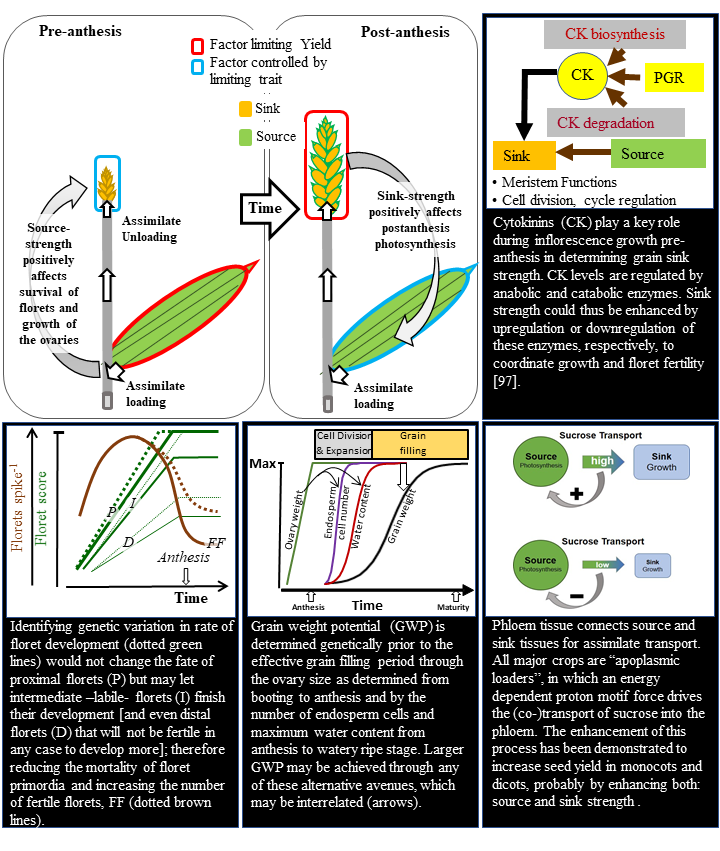 Pre-anthesis
Post-anthesis
Factor limiting Yield
Factor controlled by
limiting trait
Sink
Source
Source-
strength
positively
affects
survival of
florets and
growth of
the ovaries
Assimilate
Unloading
Assimilate
loading
Time
Sink-strength
positively affects
postanthesis
photosynthesis
Assimilate
loading
CK biosynthesis
CK
PGR
CK degradation
Sink
Source
• Meristem Functions
• Cell division, cycle regulation
Cytokinins (CK) play a key role
during inflorescence growth pre-
anthesis in determining grain sink
strength. CK levels are regulated by
anabolic and catabolic enzymes. Sink
strength could thus be enhanced by
upregulation or downregulation of
these enzymes, respectively, to
coordinate growth and floret fertility
[97].
Florets spike-1
Floret score
P
I
D
FF
Anthesis
Time
Identifying genetic variation in rate of
floret development (dotted green
lines) would not change the fate of
proximal florets (P) but may let
intermediate –labile- florets (I) finish
their development [and even distal
florets (D) that will not be fertile in
any case to develop more]; therefore
reducing the mortality of floret
primordia and increasing the number
of fertile florets, FF (dotted brown
lines).
Cell Division
& Expansion
Grain
filling
Max
Ovary weight
Endosperm
cell number
Water content
Grain weight
Anthesis
Time
Maturity
Grain weight potential (GWP) is
determined genetically prior to the
effective grain filling period through
the ovary size as determined from
booting to anthesis and by the
number of endosperm cells and
maximum water content from
anthesis to watery ripe stage. Larger
GWP may be achieved through any
of these alternative avenues, which
may be interrelated (arrows).
Sucrose Transport
Source
Photosynthesis
high
Sink
Growth
+
Sucrose Transport
Source
Photosynthesis
low
Sink
Growth
−
Phloem tissue connects source and
sink tissues for assimilate transport.
All major crops are “apoplasmic
loaders”, in which an energy
dependent proton motif force drives
the (co-)transport of sucrose into the
phloem. The enhancement of this
process has been demonstrated to
increase seed yield in monocots and
dicots, probably by enhancing both:
source and sink strength .